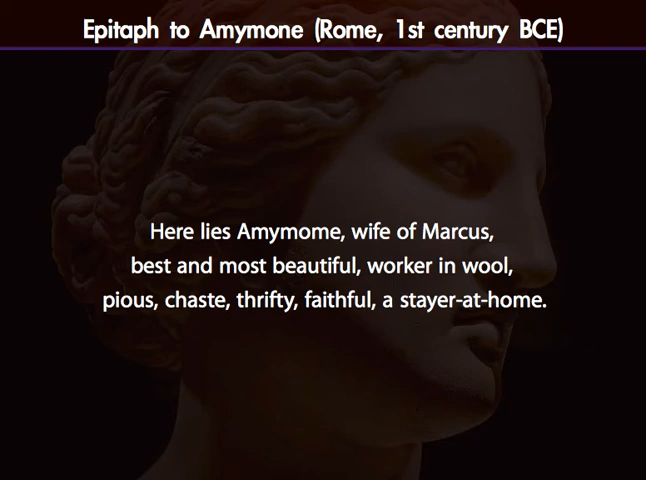 Epitaph to Amymone (Rome, 1st century BCE)
Here lies Amymome, wife of Marcus,
best and most beautiful, worker in wool,
pious, chaste, thrifty, faithful, a stayer-at-home.